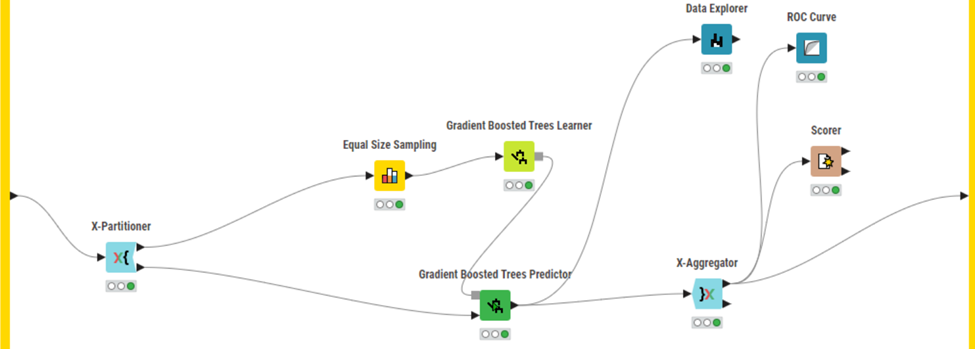 Data Explorer
ROC Curve
Gradient Boosted Trees Learner
Scorer
Equal Size Sampling
X-Partitioner
X{
X-Aggregator
Gradient Boosted Trees Predictor
}X